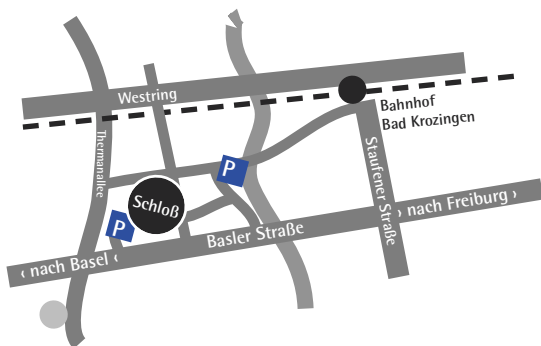 Westring
Bahnhof
Bad Krozingen
Thermanallee
P
Staufener Straße
Schloß
P
› nach Freiburg ›
Basler Straße
‹ nach Basel ‹